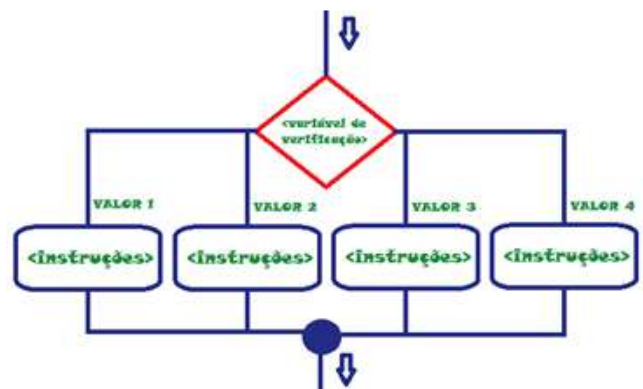 <variável de
verificação>
VALOR 1
VALOR 2
VALOR 3
VALOR 4
<instruções>
<instruções>
<instruções>
<instruções>